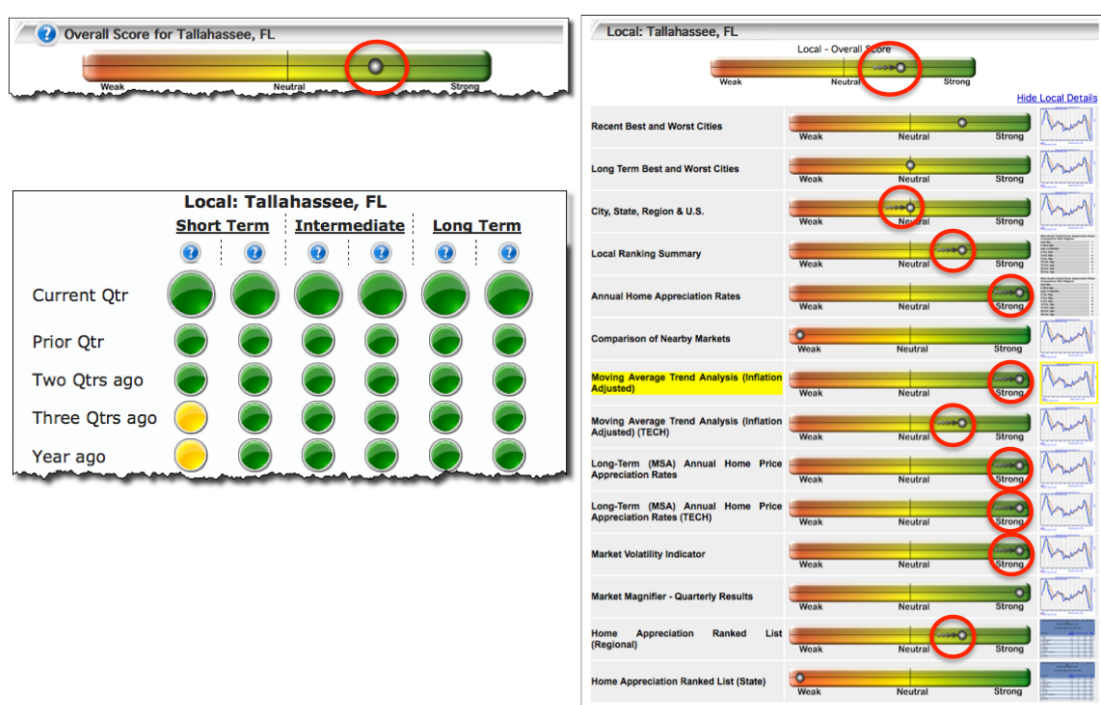 ? Overall Score for Tallahassee, FL
Weak Neutral Strong
Local: Tallahassee, FL
Short Term Intermediate Long Term
? ? ? ? ? ?
Current Qtr
Prior Qtr
Two Qtrs ago
Three Qtrs ago
Year ago
Local: Tallahassee, FL
Local - Overall Score
Weak Neutral Strong
Hide Local Details
Recent Best and Worst Cities
Weak Neutral Strong
Long Term Best and Worst Cities
Weak Neutral Strong
City, State, Region & U.S.
Weak Neutral Strong
Local Ranking Summary
Weak Neutral Strong
Annual Home Appreciation Rates
Weak Neutral Strong
Comparison of Nearby Markets
Weak Neutral Strong
Moving Average Trend Analysis (Inflation
Adjusted)
Weak Neutral Strong
Moving Average Trend Analysis (Inflation
Adjusted) (TECH)
Weak Neutral Strong
Long-Term (MSA) Annual Home Price
Appreciation Rates
Weak Neutral Strong
Long-Term (MSA) Annual Home Price
Appreciation Rates (TECH)
Weak Neutral Strong
Market Volatility Indicator
Weak Neutral Strong
Market Magnifier - Quarterly Results
Weak Neutral Strong
Home Appreciation Ranked List
(Regional)
Weak Neutral Strong
Home Appreciation Ranked List (State)
Weak Neutral Strong